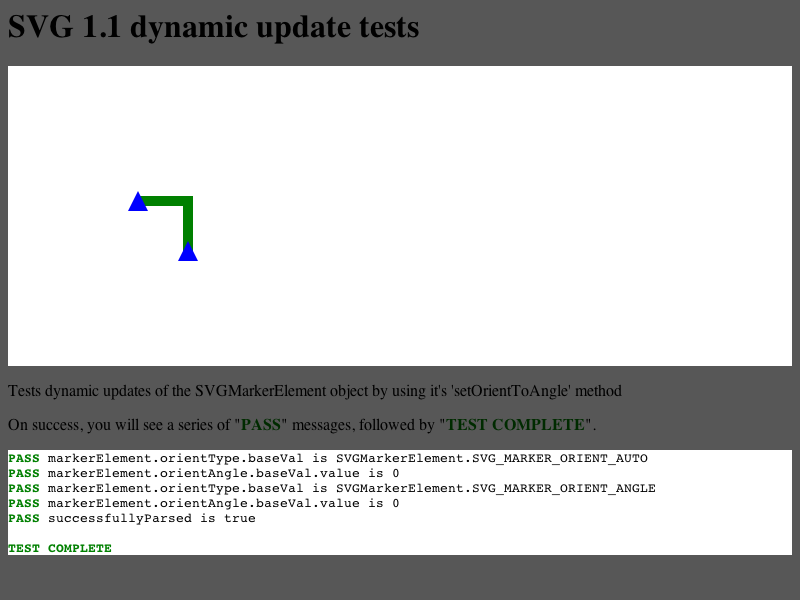 SVG 1.1 dynamic update tests
Tests dynamic updates of the SVGMarkerElement object by using it's 'setOrientToAngle' method
On success, you will see a series of "PASS" messages, followed by "TEST COMPLETE".
PASS markerElement.orientType.baseVal is SVGMarkerElement.SVG_MARKER_ORIENT_AUTO
PASS markerElement.orientAngle.baseVal.value is 0
PASS markerElement.orientType.baseVal is SVGMarkerElement.SVG_MARKER_ORIENT_ANGLE
PASS markerElement.orientAngle.baseVal.value is 0
PASS successfullyParsed is true
TEST COMPLETE